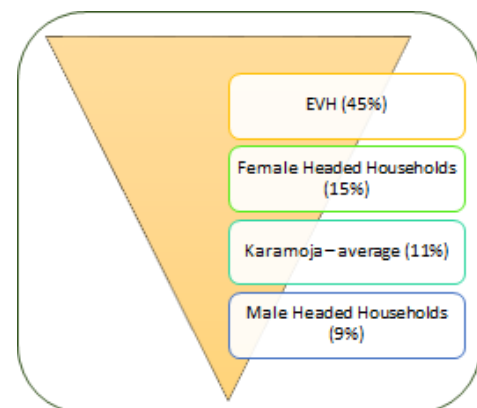 EVH (45%)
Female Headed Households
(15%)
Karamoja – average (11%)
Male Headed Households
(9%)